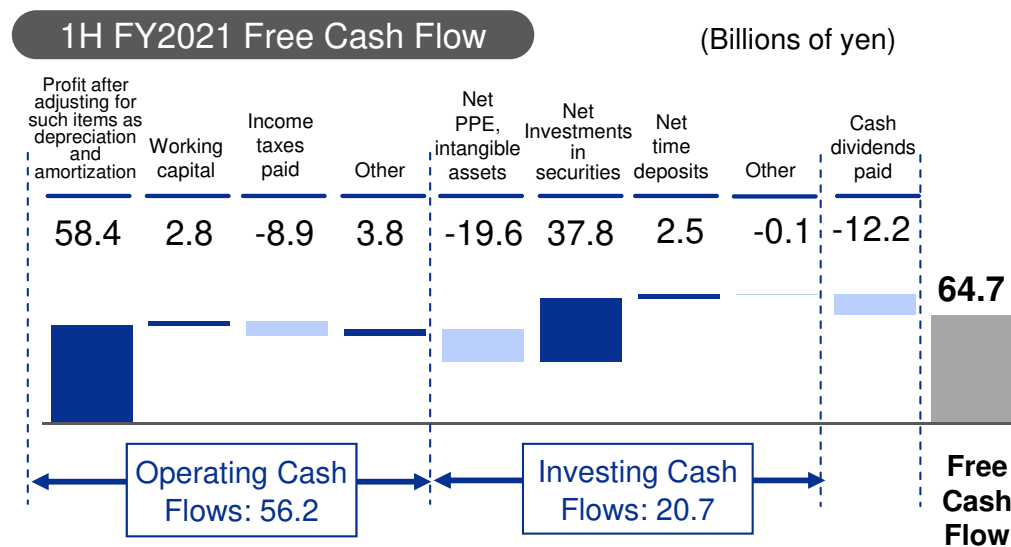 1H FY2021 Free Cash Flow
(Billions of yen)
Profit after
adjusting for
such items as
depreciation
and
amortization
Working
capital
Income
taxes
paid
Other
Net
PPE,
intangible
assets
Net
Investments
in
securities
Net
time
deposits
Other
Cash
dividends
paid
58.4
2.8
-8.9
3.8
-19.6
37.8
2.5
-0.1
-12.2
64.7
Operating Cash
Flows: 56.2
Investing Cash
Flows: 20.7
Free
Cash
Flow